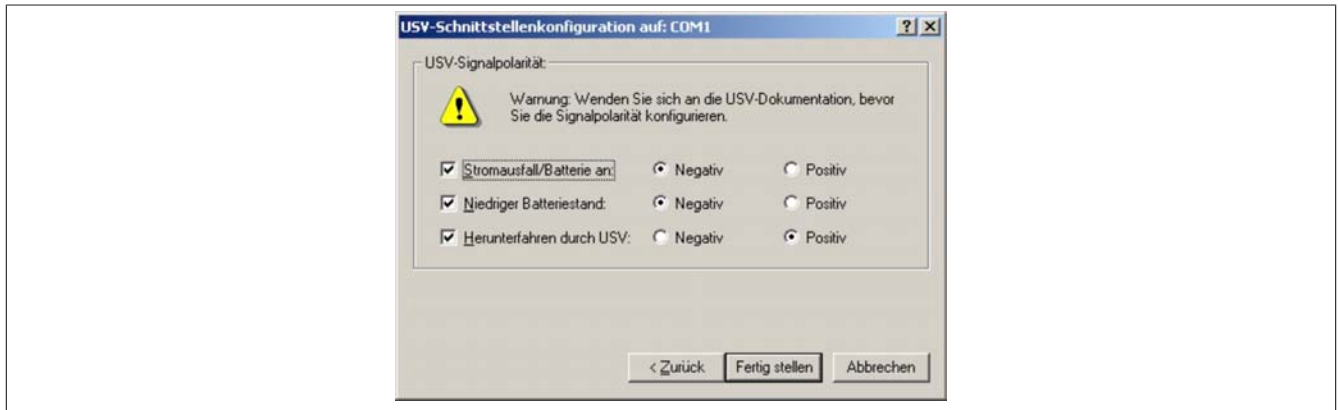 USV-Schnittstellenkonfiguration auf: COM1
USV-Signalpolarität:
Warnung: Wenden Sie sich an die USV-Dokumentation, bevor
Sie die Signalpolarität konfigurieren.
Stromausfall/Batterie an: Negativ Positiv
Niedriger Batteriestand: Negativ Positiv
Herunterfahren durch USV: Negativ Positiv
< Zurück Fertig stellen Abbrechen